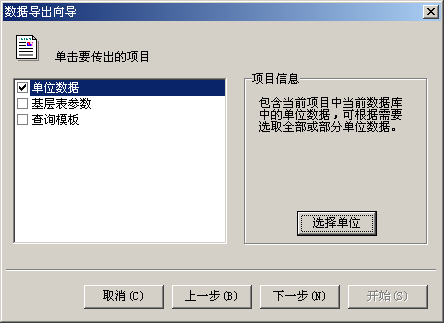 数据导出向导
单击要传出的项目
单位数据
基层表参数
查询模板
项目信息
包含当前项目中当前数据库
中的单位数据，可根据需要
选取全部或部分单位数据。
选择单位
取消(C)
上一步(B)
下一步(N)
开始(S)